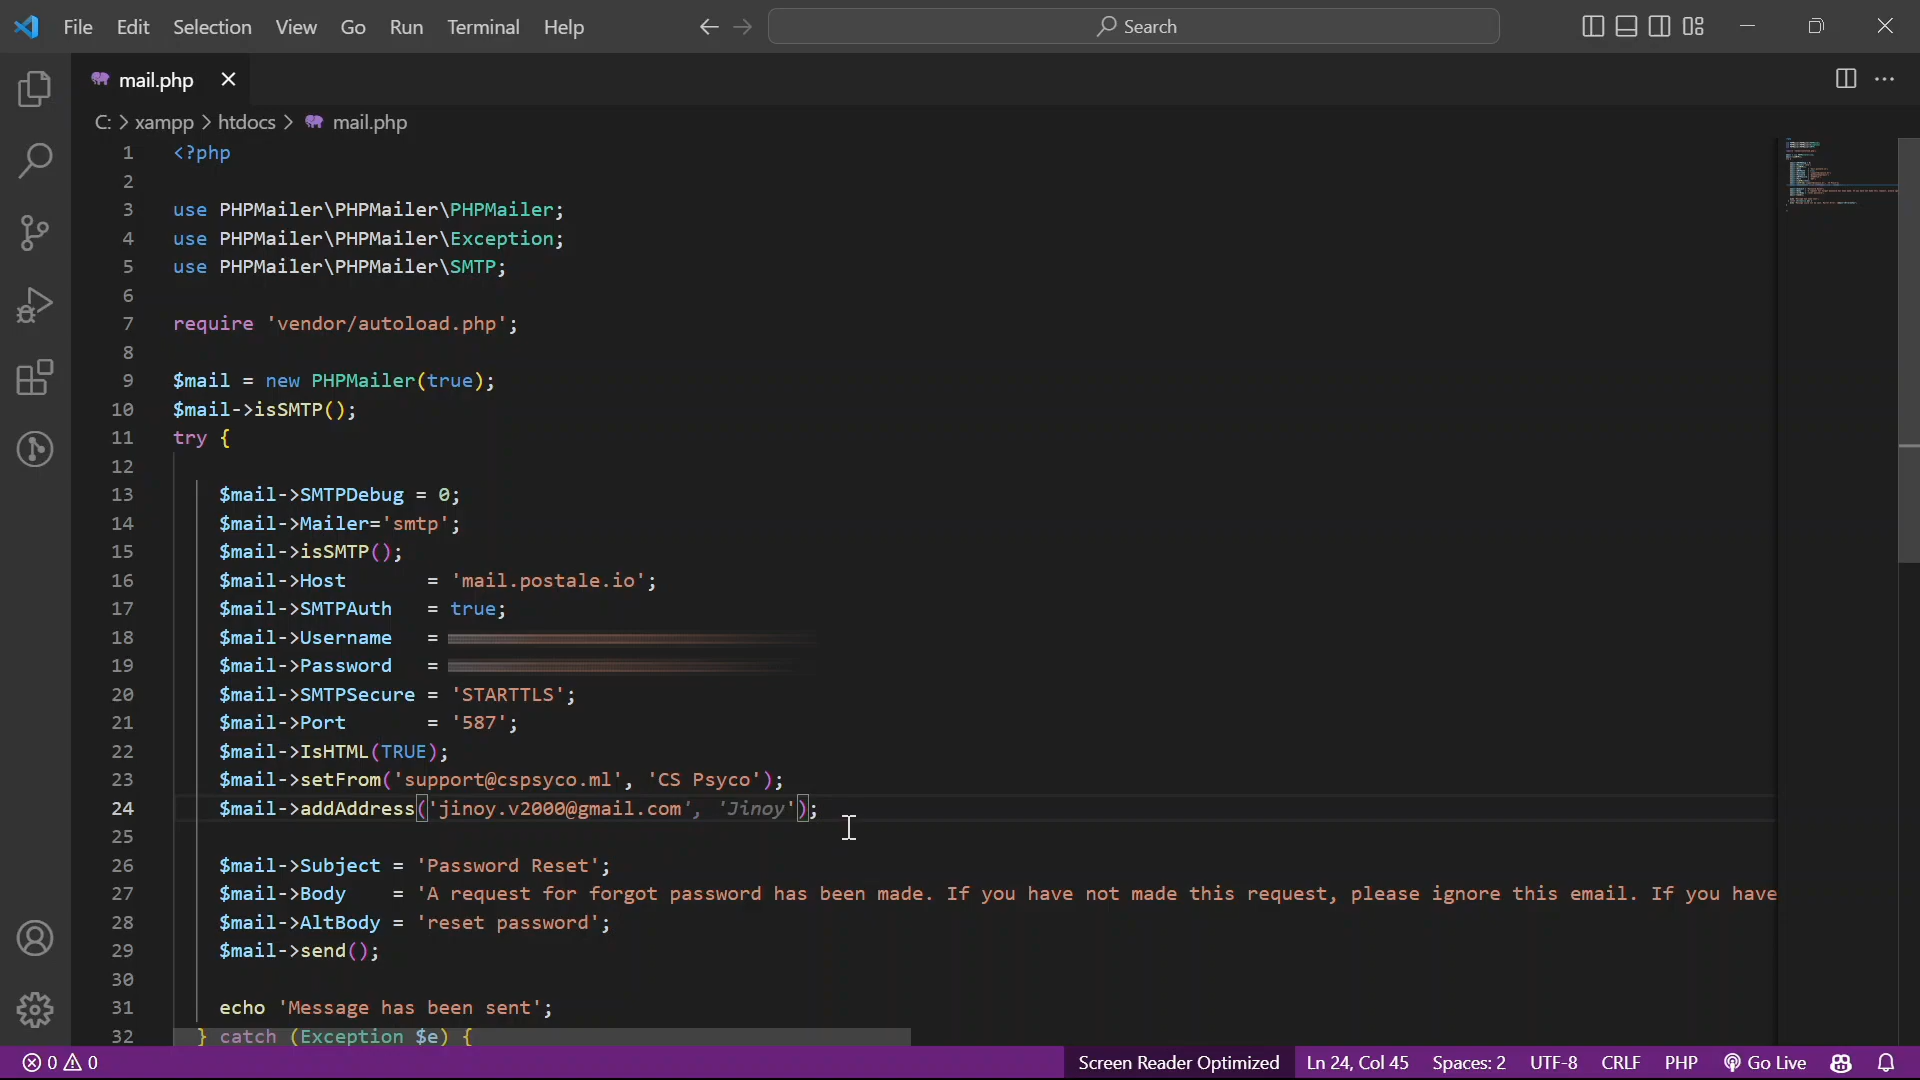 File Edit Selection View Go Run Terminal Help Search
mail.php
C: > xampp > htdocs > mail.php
1 <?php
2
3 use PHPMailer\PHPMailer\PHPMailer;
4 use PHPMailer\PHPMailer\Exception;
5 use PHPMailer\PHPMailer\SMTP;
6
7 require 'vendor/autoload.php';
8
9 $mail = new PHPMailer(true);
10 $mail->isSMTP();
11 try {
12
13 $mail->SMTPDebug = 0;
14 $mail->Mailer='smtp';
15 $mail->isSMTP();
16 $mail->Host = 'mail.postale.io';
17 $mail->SMTPAuth = true;
18 $mail->Username =
19 $mail->Password =
20 $mail->SMTPSecure = 'STARTTLS';
21 $mail->Port = '587';
22 $mail->IsHTML(TRUE);
23 $mail->setFrom('support@cspsyco.ml', 'CS Psyco');
24 $mail->addAddress('jinoy.v2000@gmail.com', 'Jinoy');
25
26 $mail->Subject = 'Password Reset';
27 $mail->Body = 'A request for forgot password has been made. If you have not made this request, please ignore this email. If you have
28 $mail->AltBody = 'reset password';
29 $mail->send();
30
31 echo 'Message has been sent';
32 } catch (Exception $e) {
0 0 Screen Reader Optimized Ln 24, Col 45 Spaces: 2 UTF-8 CRLF PHP Go Live